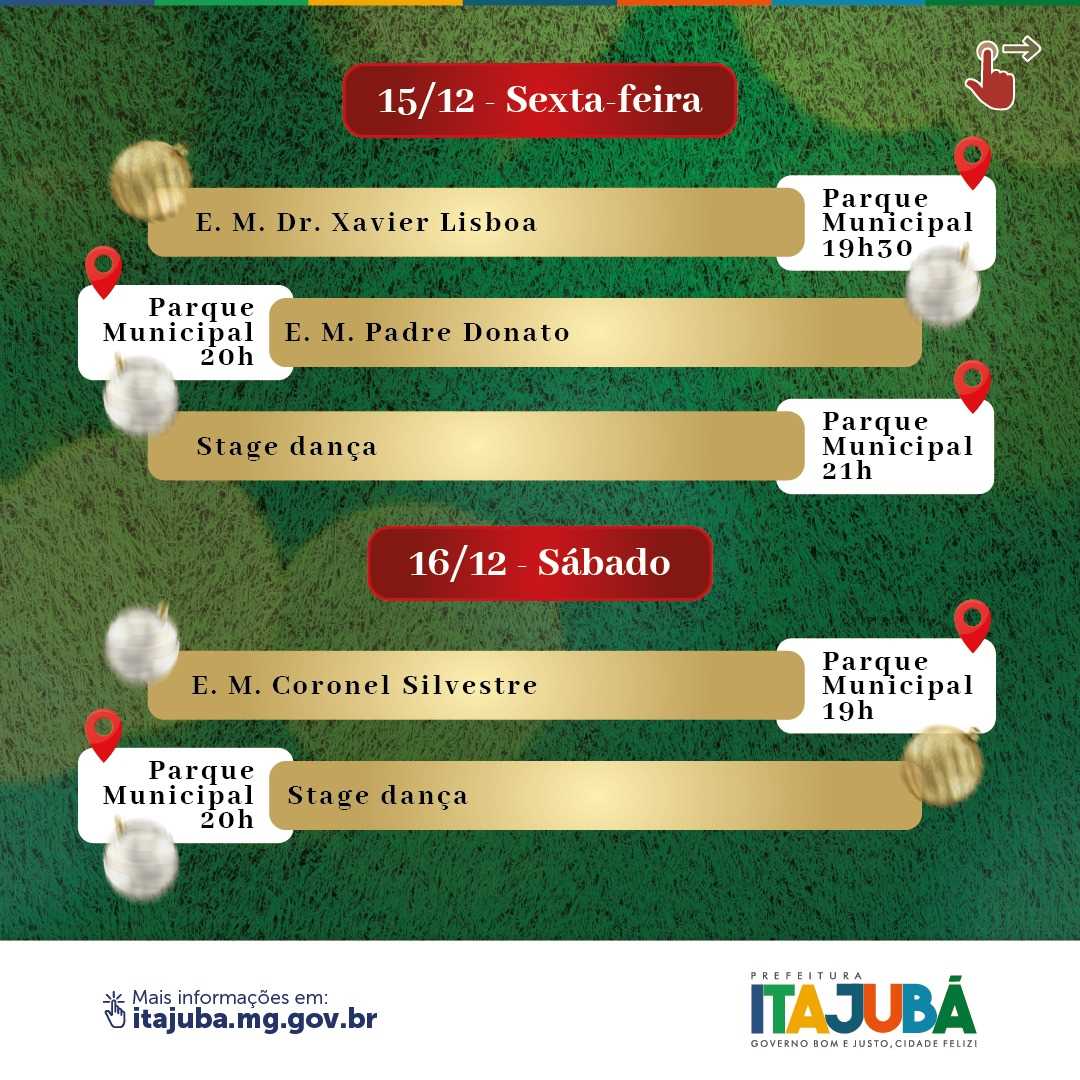 15/12 - Sexta-feira
E. M. Dr. Xavier Lisboa
Parque
Municipal
19h30
Parque
Municipal
20h
E. M. Padre Donato
Stage dança
Parque
Municipal
21h
16/12 - Sábado
E. M. Coronel Silvestre
Parque
Municipal
19h
Parque
Municipal
20h
Stage dança
Mais informações em:
itajuba.mg.gov.br
PREFEITURA
ITAJUBÁ
GOVERNO BOM E JUSTO, CIDADE FELIZ!